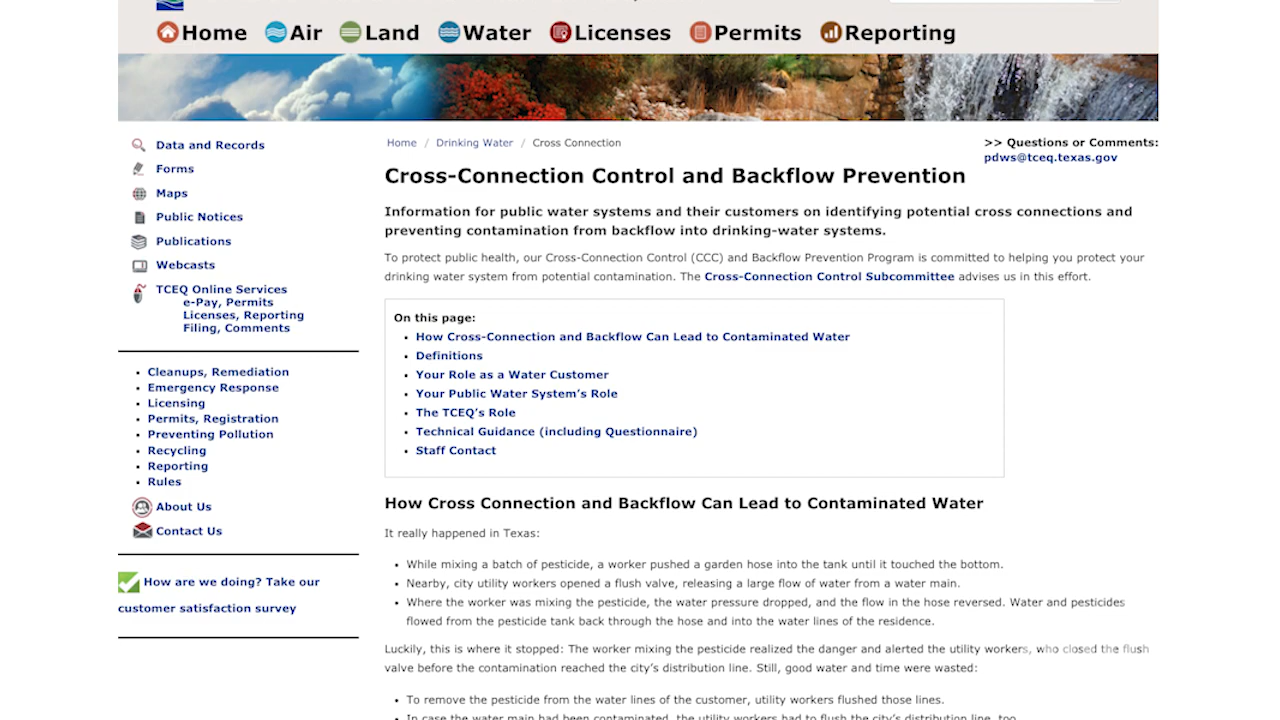 Home Air Land Water Licenses Permits Reporting
Data and Records
Forms
Maps
Public Notices
Publications
Webcasts
TCEQ Online Services
e-Pay, Permits
Licenses, Reporting
Filing, Comments
Cleanups, Remediation
Emergency Response
Licensing
Permits, Registration
Preventing Pollution
Recycling
Reporting
Rules
About Us
Contact Us
How are we doing? Take our
customer satisfaction survey
Home / Drinking Water / Cross Connection
>> Questions or Comments:
pdws@tceq.texas.gov
Cross-Connection Control and Backflow Prevention
Information for public water systems and their customers on identifying potential cross connections and
preventing contamination from backflow into drinking-water systems.
To protect public health, our Cross-Connection Control (CCC) and Backflow Prevention Program is committed to helping you protect your
drinking water system from potential contamination. The Cross-Connection Control Subcommittee advises us in this effort.
On this page:
• How Cross-Connection and Backflow Can Lead to Contaminated Water
• Definitions
• Your Role as a Water Customer
• Your Public Water System’s Role
• The TCEQ’s Role
• Technical Guidance (including Questionnaire)
• Staff Contact
How Cross Connection and Backflow Can Lead to Contaminated Water
It really happened in Texas:
• While mixing a batch of pesticide, a worker pushed a garden hose into the tank until it touched the bottom.
• Nearby, city utility workers opened a flush valve, releasing a large flow of water from a water main.
• Where the worker was mixing the pesticide, the water pressure dropped, and the flow in the hose reversed. Water and pesticides
flowed from the pesticide tank back through the hose and into the water lines of the residence.
Luckily, this is where it stopped: The worker mixing the pesticide realized the danger and alerted the utility workers, who closed the flush
valve before the contamination reached the city’s distribution line. Still, good water and time were wasted:
• To remove the pesticide from the water lines of the customer, utility workers flushed those lines.
• In case the water main had been contaminated, the utility workers had to flush the city’s distribution line, too.